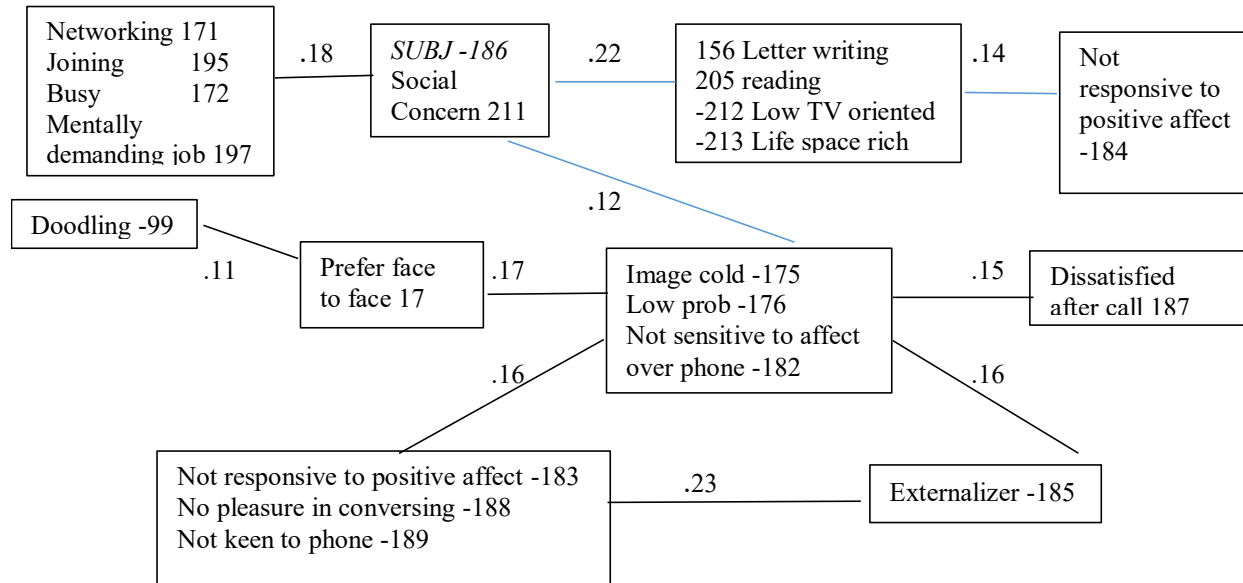 Networking 171
Joining 195
Busy 172
Mentally
demanding job 197
.18
SUBJ -186
Social
Concern 211
.22
156 Letter writing
205 reading
-212 Low TV oriented
-213 Life space rich
.14
Not
responsive to
positive affect
-184
.12
Doodling -99
.11
Prefer face
to face 17
.17
Image cold -175
Low prob -176
Not sensitive to affect
over phone -182
.15
Dissatisfied
after call 187
.16
.16
Not responsive to positive affect -183
No pleasure in conversing -188
Not keen to phone -189
.23
Externalizer -185